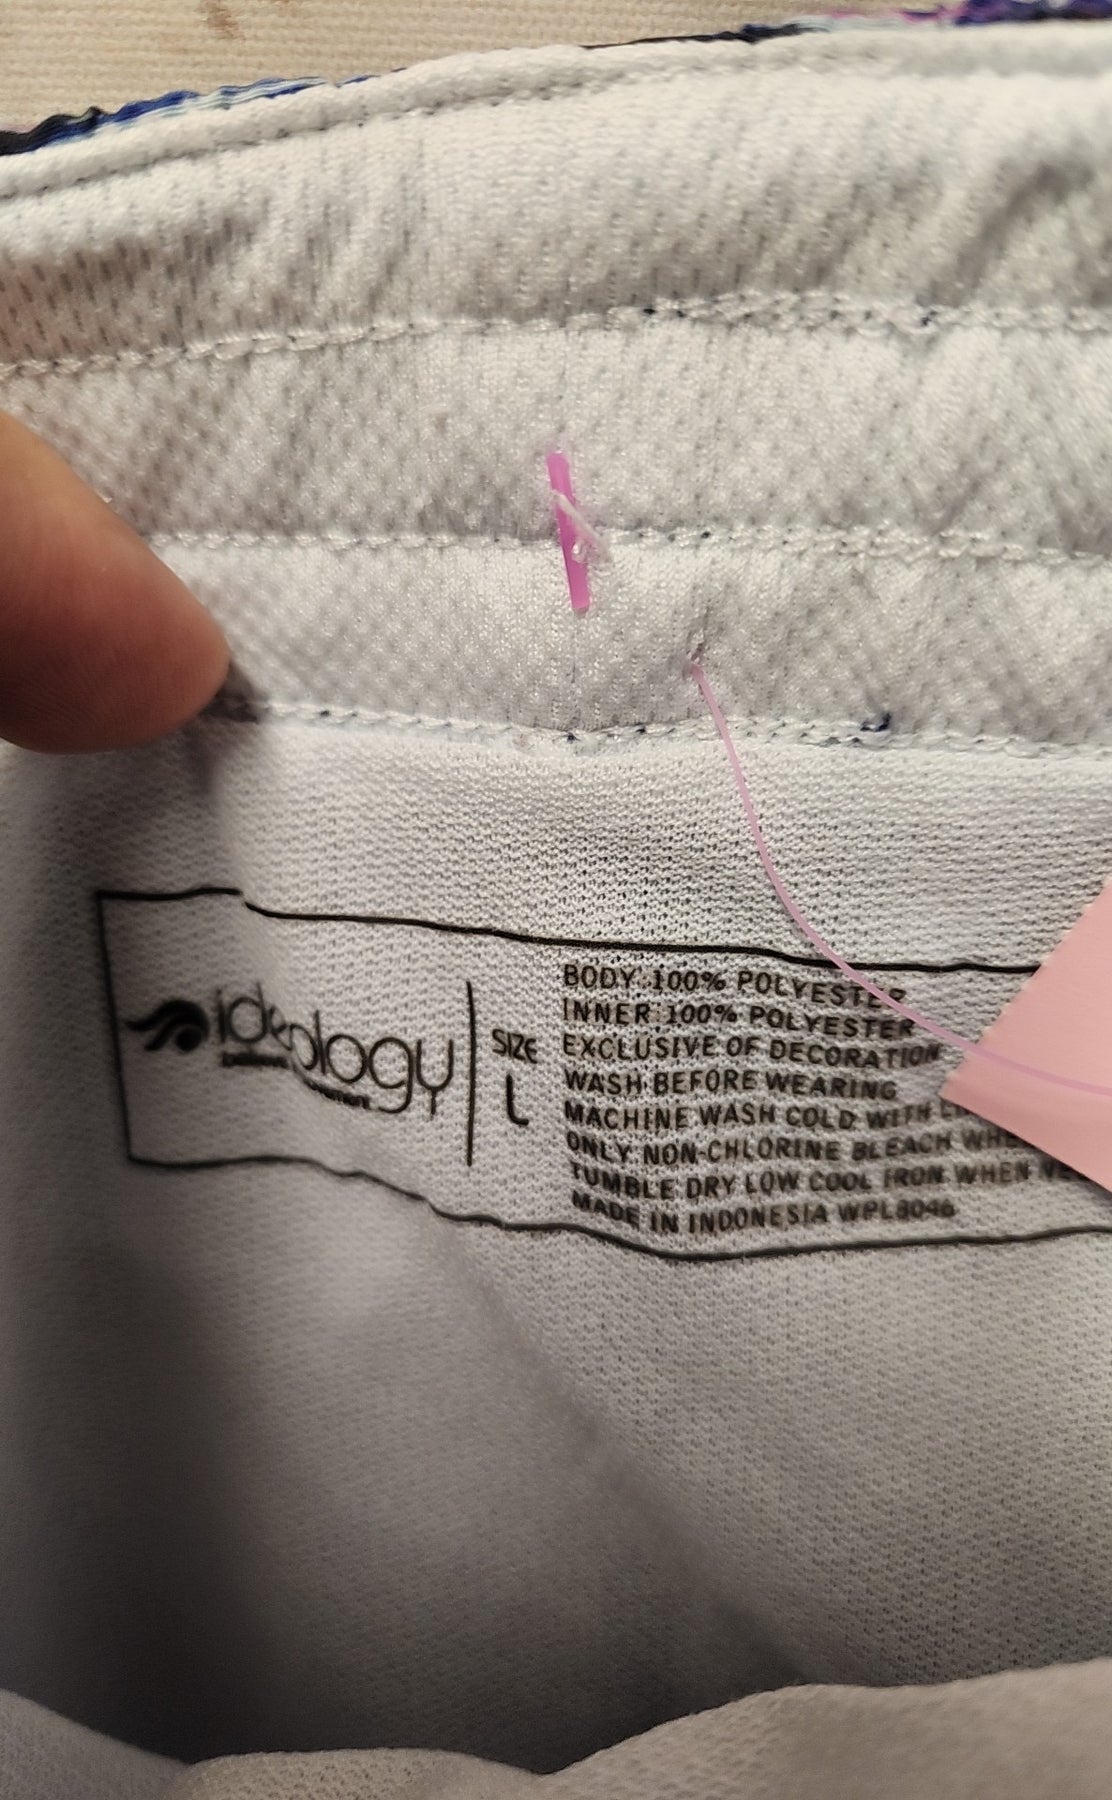 ideology
SIZE
L
BODY: 100% POLYESTER
INNER: 100% POLYESTER
EXCLUSIVE OF DECORATION
WASH BEFORE WEARING
MACHINE WASH COLD WITH
ONLY NON-CHLORINE BLEACH
TUMBLE DRY LOW COOL IRON WHEN
MADE IN INDONESIA WPL8046